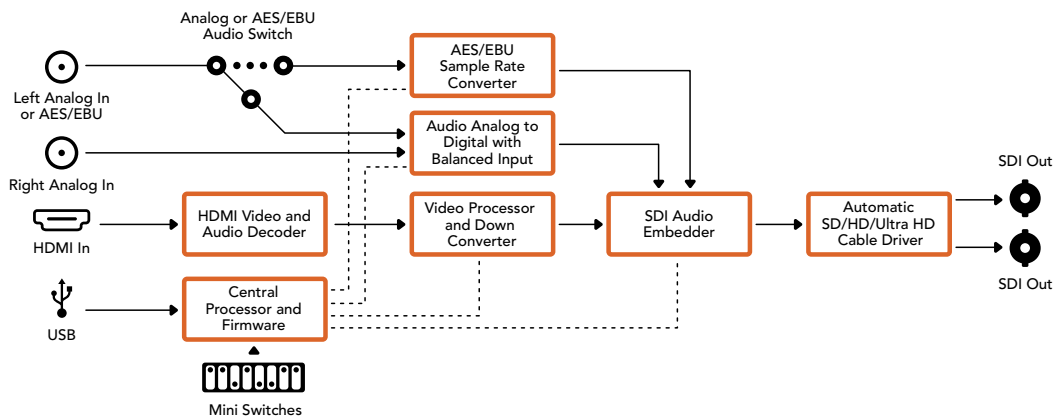 Analog or AES/EBU
Audio Switch
AES/EBU
Sample Rate
Converter
Left Analog In
or AES/EBU
Audio Analog to
Digital with
Balanced Input
Right Analog In
HDMI In
HDMI Video and
Audio Decoder
Video Processor
and Down
Converter
SDI Audio
Embedder
Automatic
SD/HD/Ultra HD
Cable Driver
SDI Out
SDI Out
USB
Central
Processor and
Firmware
Mini Switches